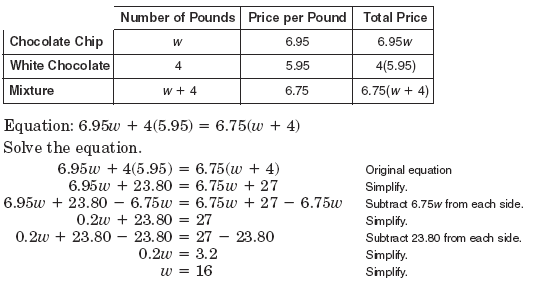 Number of Pounds Price per Pound Total Price
Chocolate Chip w 6.95 6.95w
White Chocolate 4 5.95 4(5.95)
Mixture w + 4 6.75 6.75(w + 4)
Equation: 6.95w + 4(5.95) = 6.75(w + 4)
Solve the equation.
6.95w + 4(5.95) = 6.75(w + 4) Original equation
6.95w + 23.80 = 6.75w + 27 Simplify.
6.95w + 23.80 − 6.75w = 6.75w + 27 − 6.75w Subtract 6.75w from each side.
0.2w + 23.80 = 27 Simplify.
0.2w + 23.80 − 23.80 = 27 − 23.80 Subtract 23.80 from each side.
0.2w = 3.2 Simplify.
w = 16 Simplify.